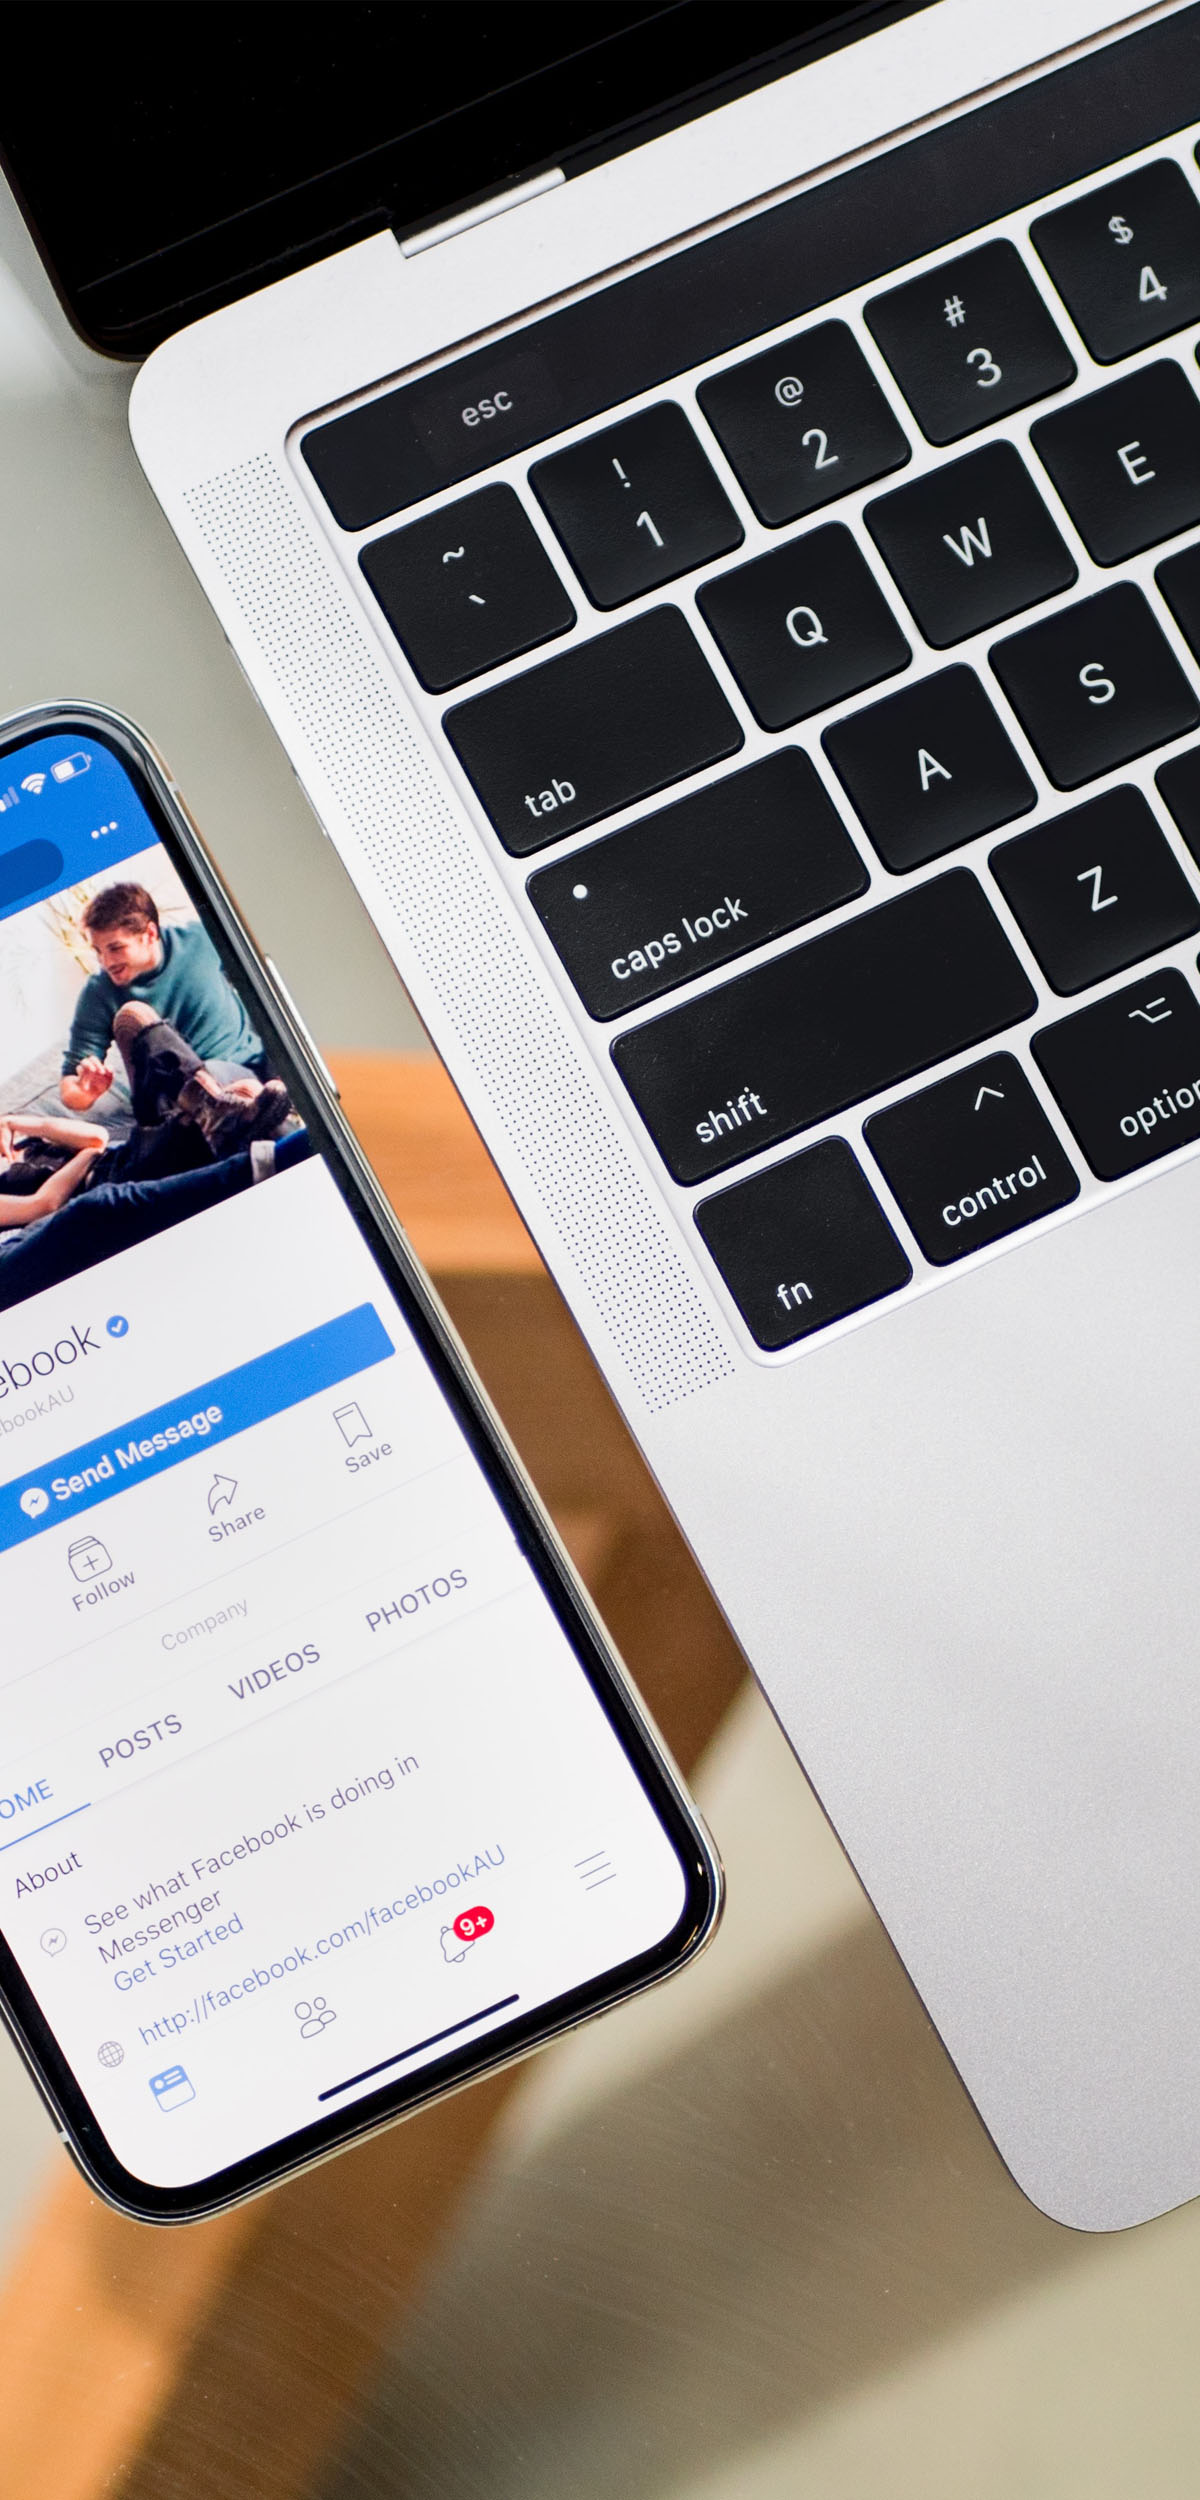 esc
~
`
!
1
@
2
#
3
$
4
tab
Q
W
E
caps lock
A
S
shift
Z
fn
^
control
⌥
ebook
bookAU
Send Message
Follow
Share
Save
Company
OME
POSTS
VIDEOS
PHOTOS
About
See what Facebook is doing in
Messenger
Get Started
http://facebook.com/facebookAU
9+